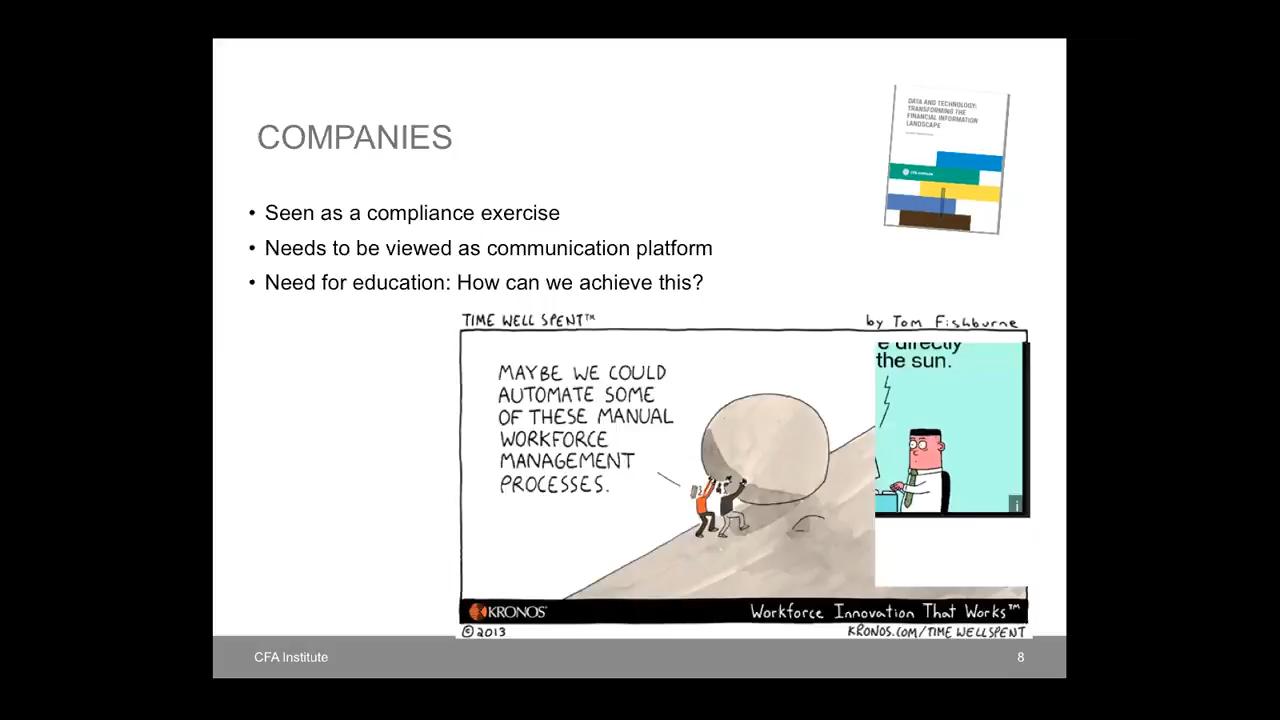 COMPANIES
DATA AND TECHNOLOGY:
TRANSFORMING THE
FINANCIAL INFORMATION
LANDSCAPE
CFA Institute
• Seen as a compliance exercise
• Needs to be viewed as communication platform
• Need for education: How can we achieve this?
TIME WELL SPENT™ by Tom Fishburne
e directly
the sun.
MAYBE WE COULD
AUTOMATE SOME
OF THESE MANUAL
WORKFORCE
MANAGEMENT
PROCESSES.
KRONOS® Workforce Innovation That Works™
© 2013 KRONOS.COM/TIMEWELLSPENT
CFA Institute 8